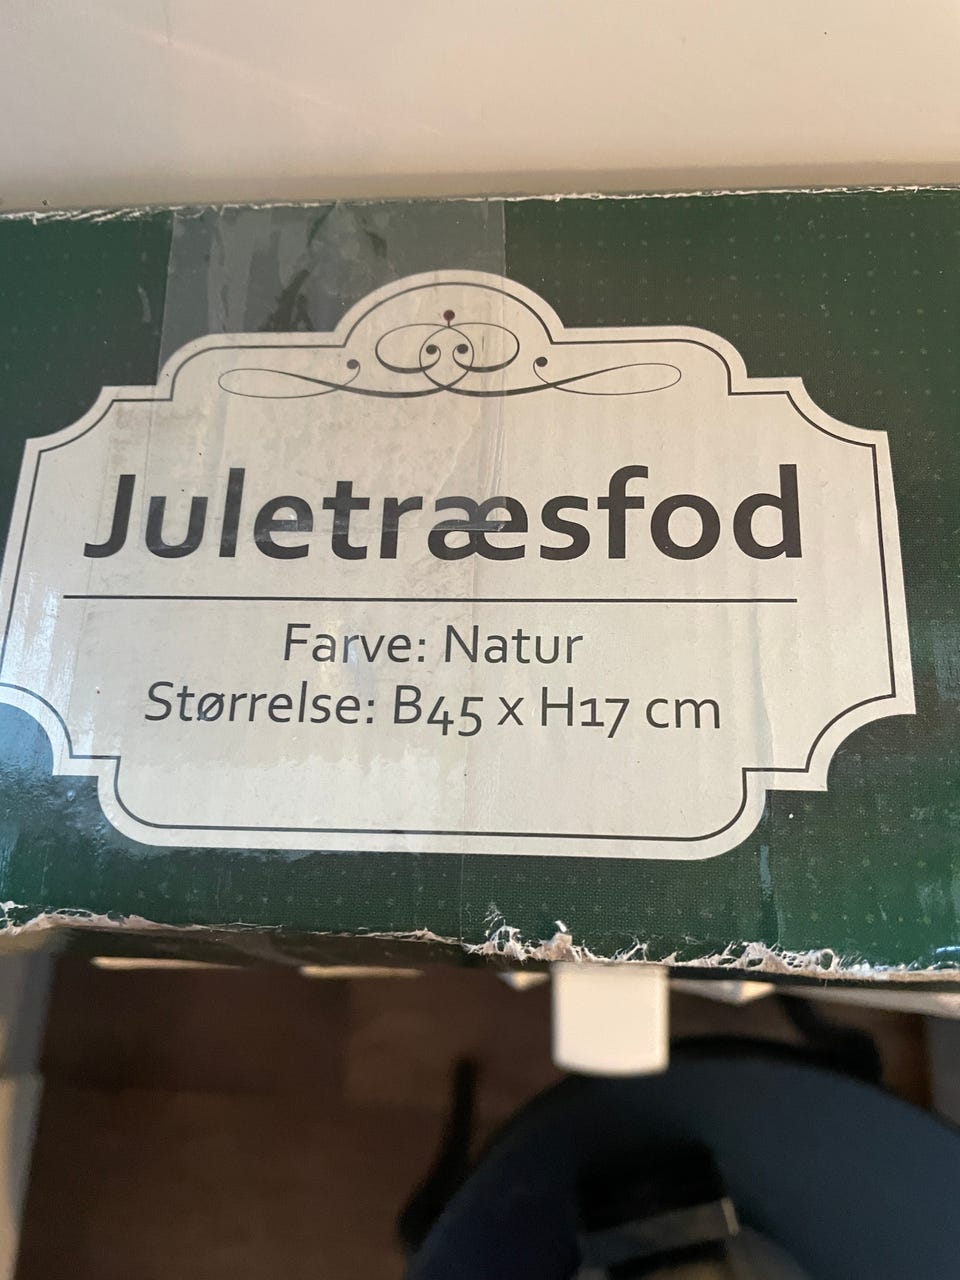 Juletræsfod
Farve: Natur
Størrelse: B45 x H17 cm